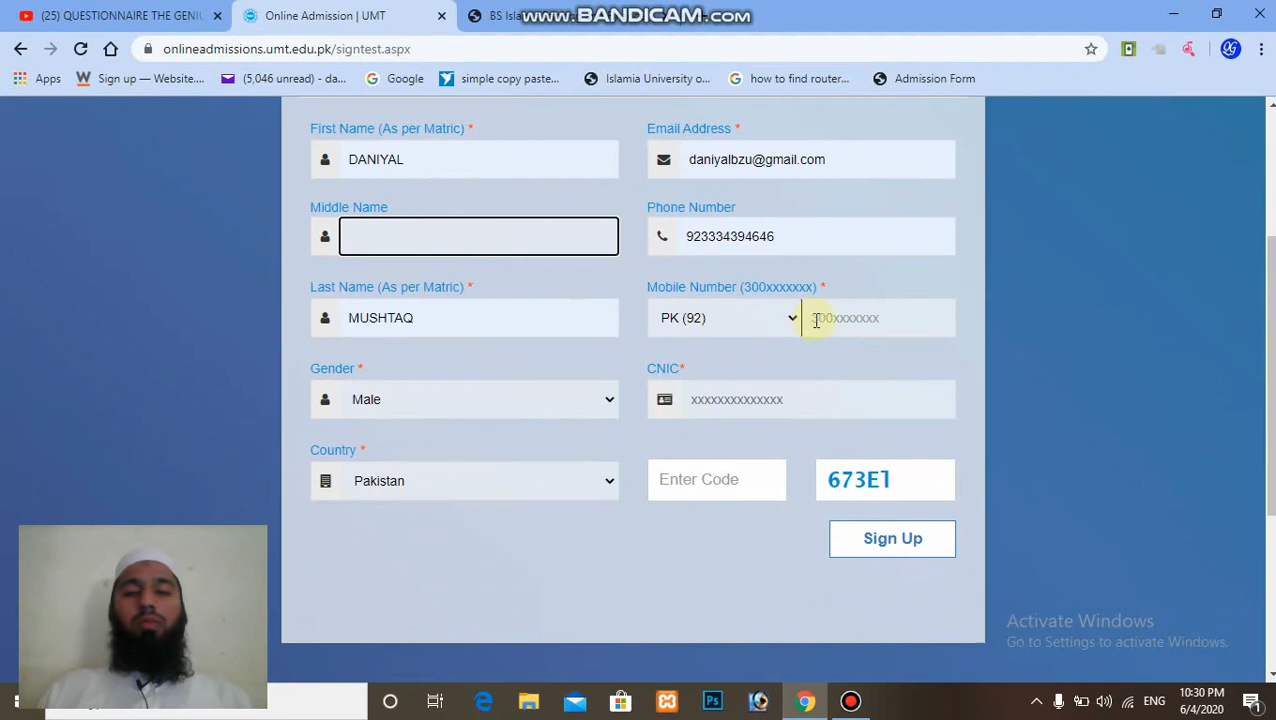 (25) QUESTIONNAIRE THE GENIU
Online Admission | UMT
BS Isla
www.BANDICAM.com
onlineadmissions.umt.edu.pk/signtest.aspx
Apps
Sign up — Website....
(5,046 unread) - da...
Google
simple copy paste...
Islamia University o...
how to find router...
Admission Form
First Name (As per Matric) *
Email Address *
DANIYAL
daniyalbzu@gmail.com
Middle Name
Phone Number
923334394646
Last Name (As per Matric) *
Mobile Number (300xxxxxxx) *
MUSHTAQ
PK (92)
300xxxxxxx
Gender *
CNIC*
Male
xxxxxxxxxxxxxx
Country *
Pakistan
Enter Code
673E1
Sign Up
Activate Windows
Go to Settings to activate Windows.
ENG
10:30 PM
6/4/2020